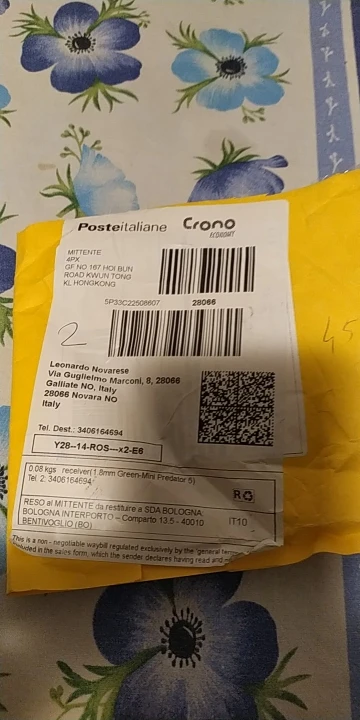 Posteitaliane Crono
ECONOMY
MITTENTE
4PX
GF NO.167 HOI BUN
ROAD KWUN TONG
KL HONGKONG
5P33C22508607 28066
2
45
Leonardo Novarese
Via Guglielmo Marconi, 8, 28066
Galliate NO, Italy
28066 Novara NO
Italy
Tel. Dest.: 3406164694
Y28--14-ROS---x2-E6
0.08 kgs receiver(1.8mm Green-Mini Predator 5)
Tel. 2: 3406164694
R
RESO al MITTENTE da restituire a SDA BOLOGNA,
BOLOGNA INTERPORTO – Comparto 13.5 - 40010
BENTIVOGLIO (BO) IT10
This is a non - negotiable waybill regulated exclusively by the general
included in the sales form, which the sender declares having read and